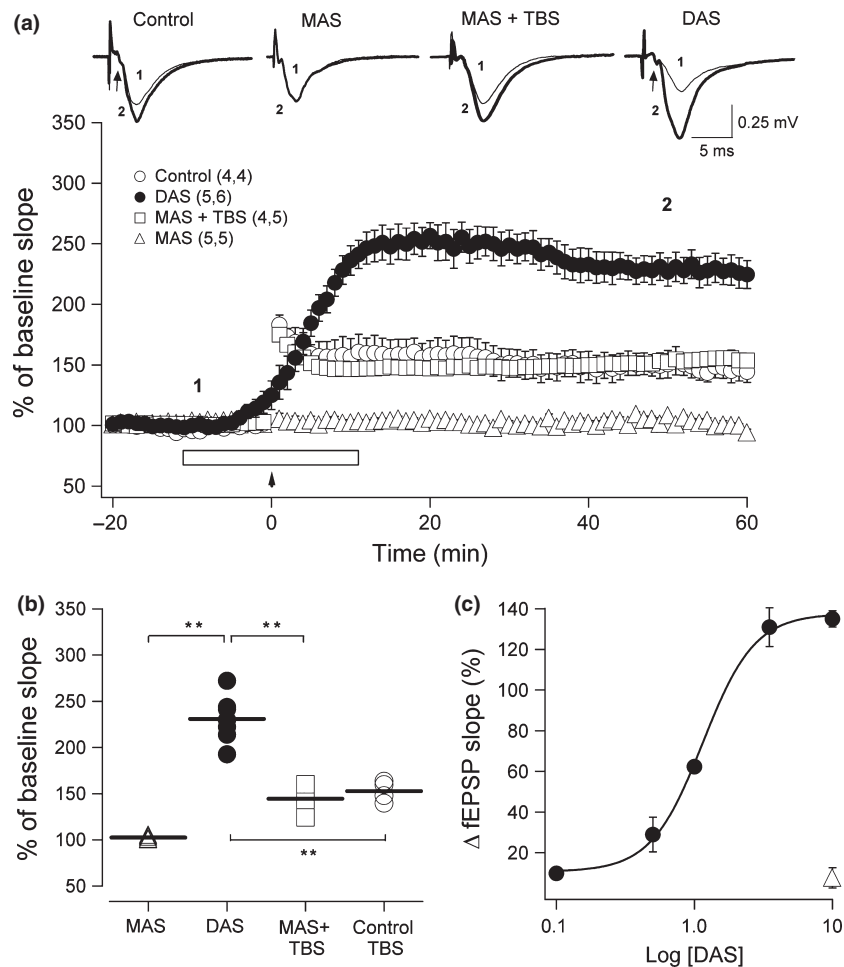 (a)
Control MAS MAS + TBS DAS
1 1 1
2 2 2 2
0.25 mV
5 ms
350
300
250
200
150
100
50
% of baseline slope
Control (4,4)
DAS (5,6)
MAS + TBS (4,5)
MAS (5,5)
1
2
–20 0 20 40 60
Time (min)
(b)
350
300
250
200
150
100
50
% of baseline slope
** **
**
MAS DAS MAS+ Control
TBS TBS
(c)
140
120
100
80
60
40
20
Δ fEPSP slope (%)
0.1 1.0 10
Log [DAS]